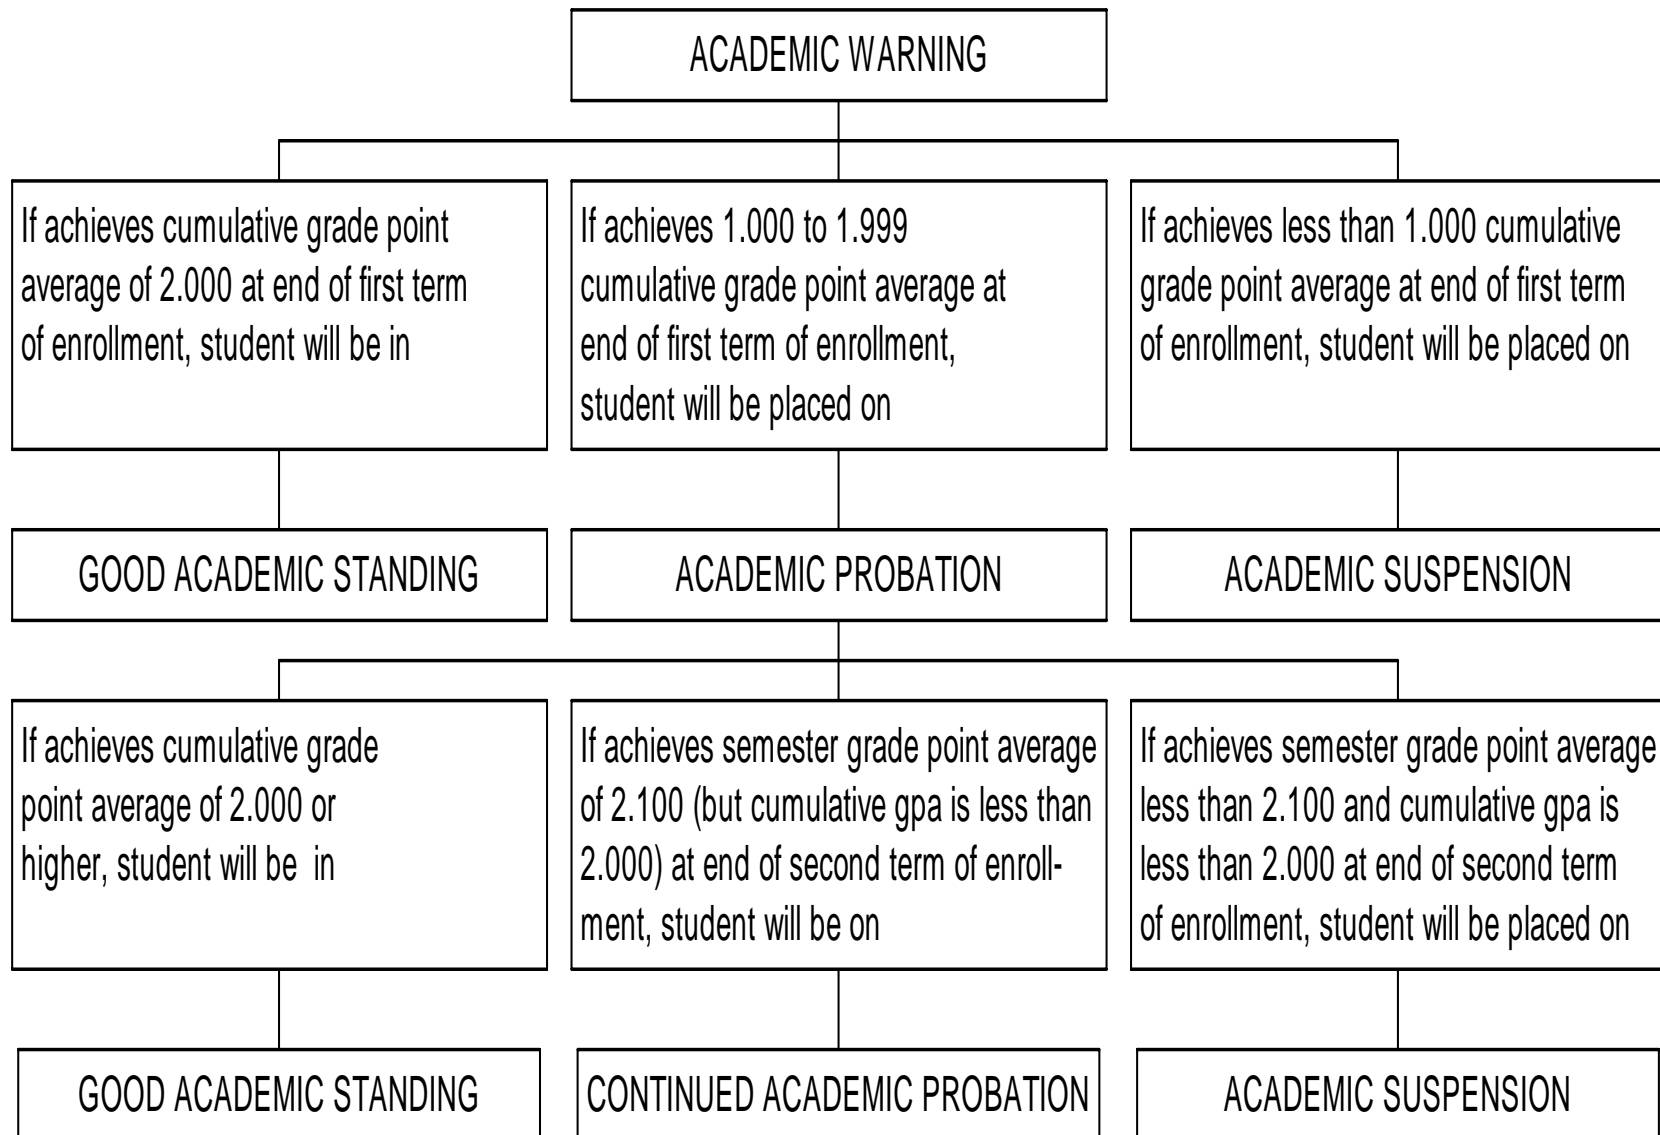 ACADEMIC WARNING
If achieves cumulative grade point
average of 2.000 at end of first term
of enrollment, student will be in
If achieves 1.000 to 1.999
cumulative grade point average at
end of first term of enrollment,
student will be placed on
If achieves less than 1.000 cumulative
grade point average at end of first term
of enrollment, student will be placed on
GOOD ACADEMIC STANDING
ACADEMIC PROBATION
ACADEMIC SUSPENSION
If achieves cumulative grade
point average of 2.000 or
higher, student will be  in
If achieves semester grade point average
of 2.100 (but cumulative gpa is less than
2.000) at end of second term of enroll-
ment, student will be on
If achieves semester grade point average
less than 2.100 and cumulative gpa is
less than 2.000 at end of second term
of enrollment, student will be placed on
GOOD ACADEMIC STANDING
CONTINUED ACADEMIC PROBATION
ACADEMIC SUSPENSION